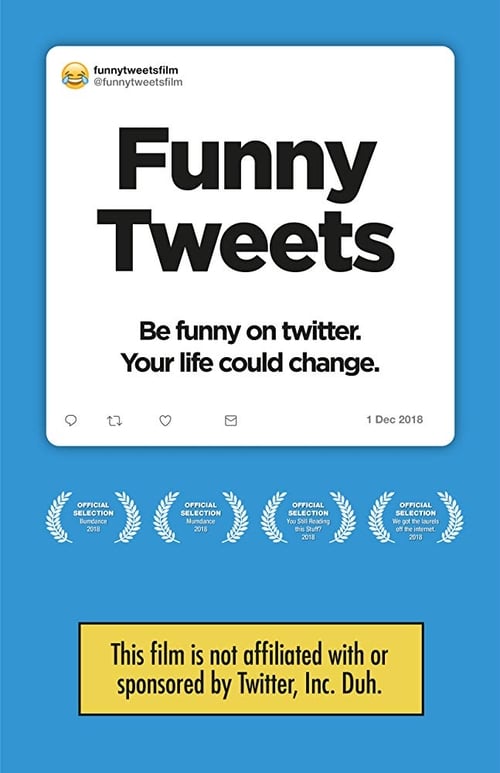 funnytweetsfilm
@funnytweetsfilm
Funny
Tweets
Be funny on twitter.
Your life could change.
1 Dec 2018
OFFICIAL
SELECTION
Bumdance
2018
OFFICIAL
SELECTION
Mumdance
2018
OFFICIAL
SELECTION
You Still Reading
this Stuff?
2018
OFFICIAL
SELECTION
We got the laurels
off the internet.
2018
This film is not affiliated with or
sponsored by Twitter, Inc. Duh.